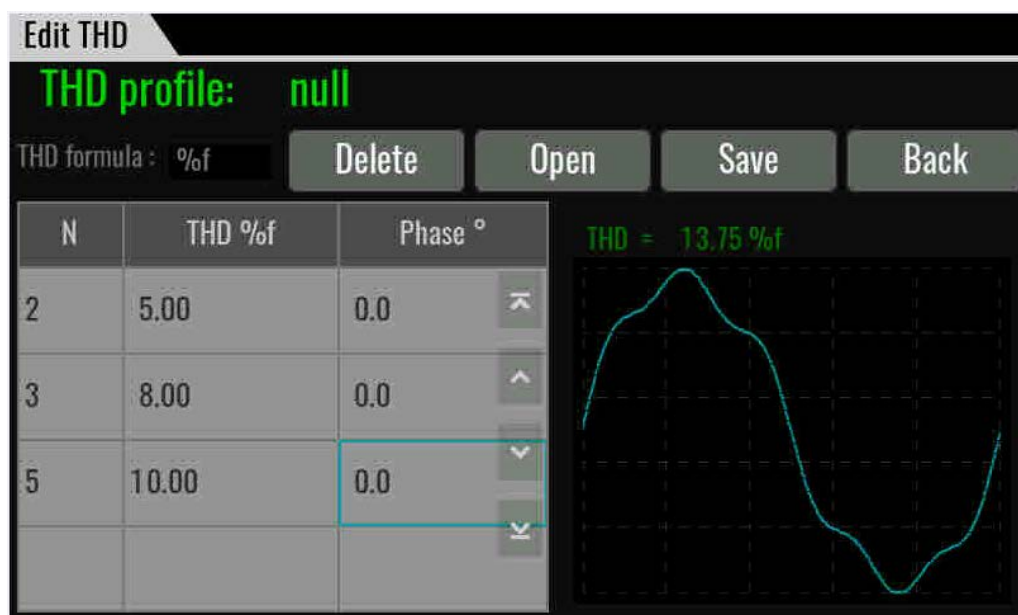 Edit THD
THD profile: null
THD formula : %f Delete Open Save Back
N THD %f Phase °
2 5.00 0.0
3 8.00 0.0
5 10.00 0.0
THD = 13.75 %f